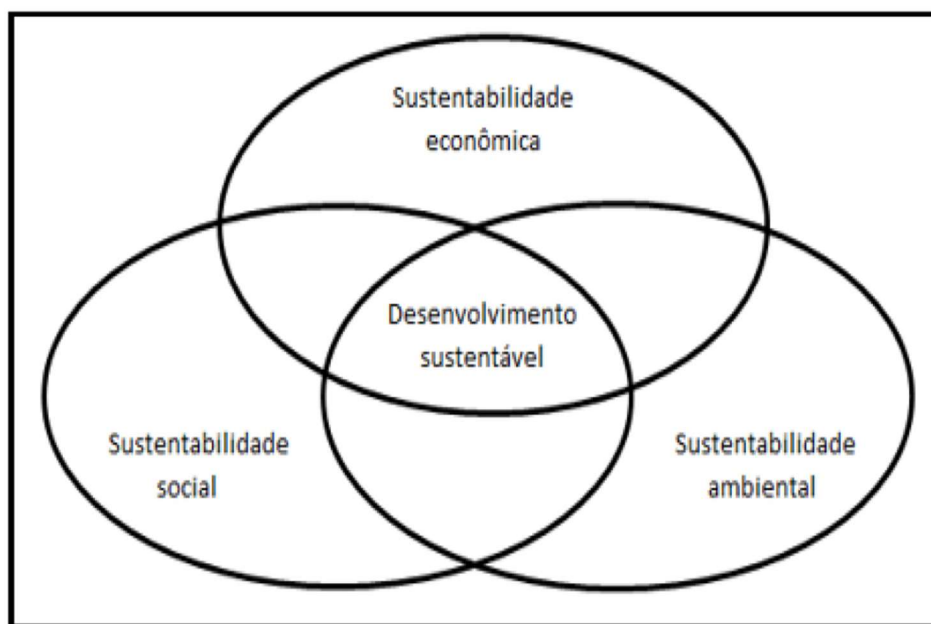 Sustentabilidade
econômica
Desenvolvimento
sustentável
Sustentabilidade
social
Sustentabilidade
ambiental